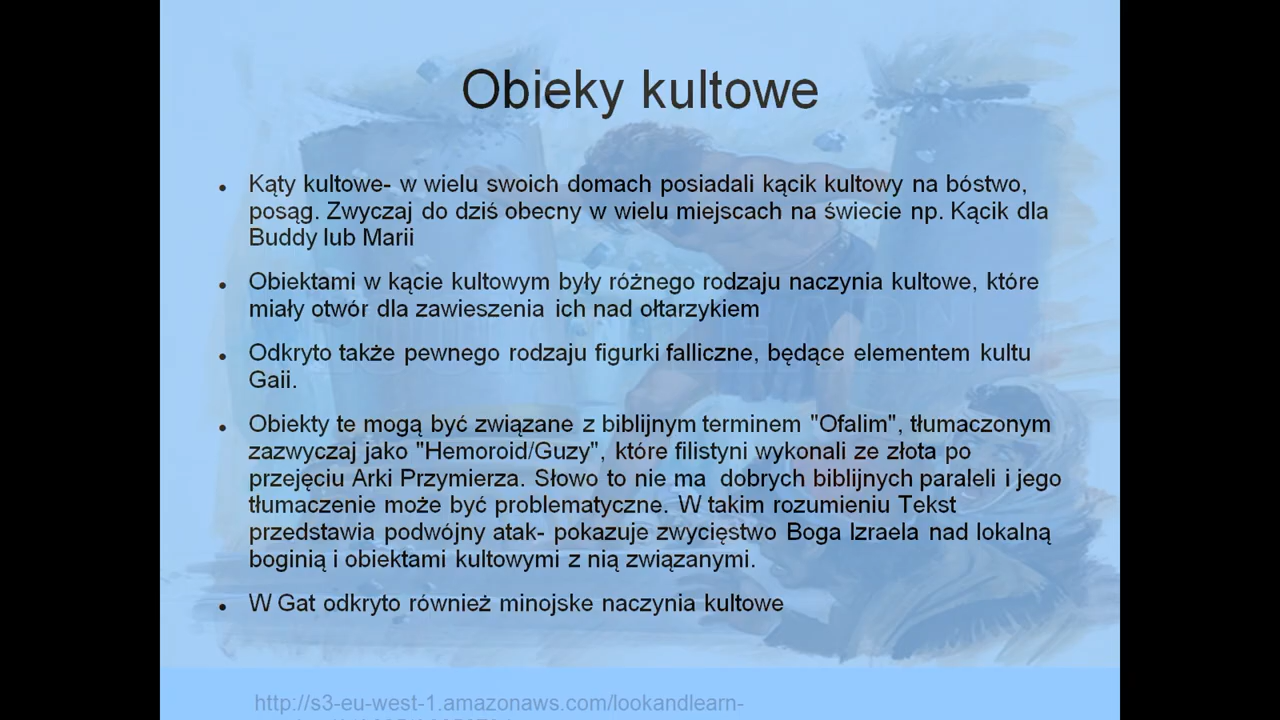 Obieky kultowe
Kąty kultowe- w wielu swoich domach posiadali kącik kultowy na bóstwo,
posąg. Zwyczaj do dziś obecny w wielu miejscach na świecie np. Kącik dla
Buddy lub Marii
Obiektami w kącie kultowym były różnego rodzaju naczynia kultowe, które
miały otwór dla zawieszenia ich nad ołtarzykiem
Odkryto także pewnego rodzaju figurki falliczne, będące elementem kultu
Gaii.
Obiekty te mogą być związane z biblijnym terminem "Ofalim", tłumaczonym
zazwyczaj jako "Hemoroid/Guzy", które filistyni wykonali ze złota po
przejęciu Arki Przymierza. Słowo to nie ma dobrych biblijnych paraleli i jego
tłumaczenie może być problematyczne. W takim rozumieniu Tekst
przedstawia podwójny atak- pokazuje zwycięstwo Boga Izraela nad lokalną
boginią i obiektami kultowymi z nią związanymi.
W Gat odkryto również minojske naczynia kultowe
http://s3-eu-west-1.amazonaws.com/lookandlearn-